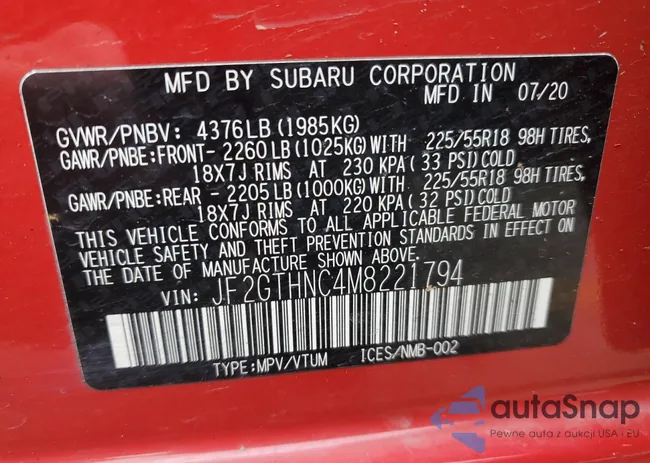 MFD BY SUBARU CORPORATION
MFD IN 07/20
GVWR/PNBV: 4376LB(1985KG)
GAWR/PNBE:FRONT- 2260LB(1025KG)WITH 225/55R18 98H TIRES,
18X7J RIMS AT 230 KPA(33 PSI)COLD
GAWR/PNBE:REAR - 2205LB(1000KG)WITH 225/55R18 98H TIRES,
18X7J RIMS AT 220 KPA(32 PSI)COLD
THIS VEHICLE CONFORMS TO ALL APPLICABLE FEDERAL MOTOR
VEHICLE SAFETY AND THEFT PREVENTION STANDARDS IN EFFECT ON
THE DATE OF MANUFACTURE SHOWN ABOVE.
VIN: JF2GTHNC4M8221794
TYPE:MPV/VTUM ICES/NMB-002
autaSnap
Pewne auta z aukcji USA i EU